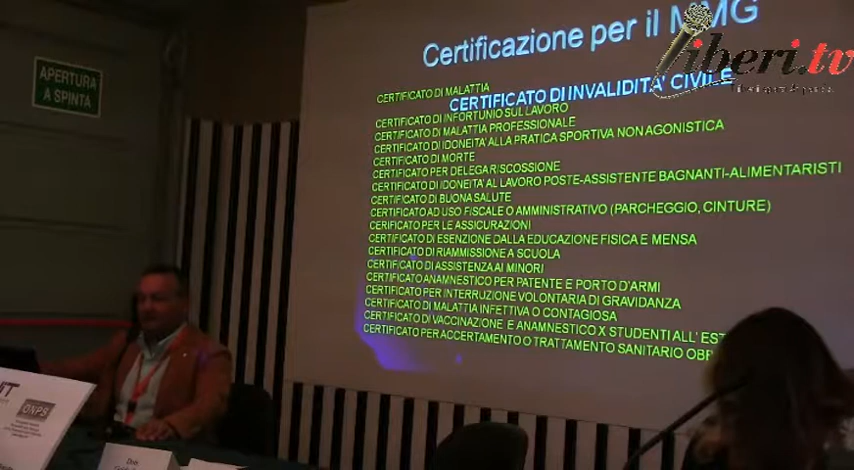 Certificazione per il MMG
iberi.tv
APERTURA
A SPINTA
CERTIFICATO DI MALATTIA
CERTIFICATO DI INVALIDITA' CIVILE
CERTIFICATO DI INFORTUNIO SUL LAVORO
CERTIFICATO DI MALATTIA PROFESSIONALE
CERTIFICATO DI IDONEITA' ALLA PRATICA SPORTIVA NON AGONISTICA
CERTIFICATO DI MORTE
CERTIFICATO PER DELEGA RISCOSSIONE
CERTIFICATO DI IDONEITA' AL LAVORO POSTE-ASSISTENTE BAGNANTI-ALIMENTARISTI
CERTIFICATO DI BUONA SALUTE
CERTIFICATO AD USO FISCALE O AMMINISTRATIVO (PARCHEGGIO, CINTURE)
CERIFICATO PER LE ASSICURAZIONI
CERTIFICATO DI ESENZIONE DALLA EDUCAZIONE FISICA E MENSA
CERTIFICATO DI RIAMMISSIONE A SCUOLA
CERTIFICATO DI ASSISTENZA AI MINORI
CERTIFICATO ANAMNESTICO PER PATENTE E PORTO D'ARMI
CERTIFICATO PER INTERRUZIONE VOLONTARIA DI GRAVIDANZA
CERTIFICATO DI MALATTIA INFETTIVA O CONTAGIOSA
CERTIFICATO DI VACCINAZIONE E ANAMNESTICO X STUDENTI ALL' EST
CERTIFICATO PER ACCERTAMENTO O TRATTAMENTO SANITARIO OBB
ONPS